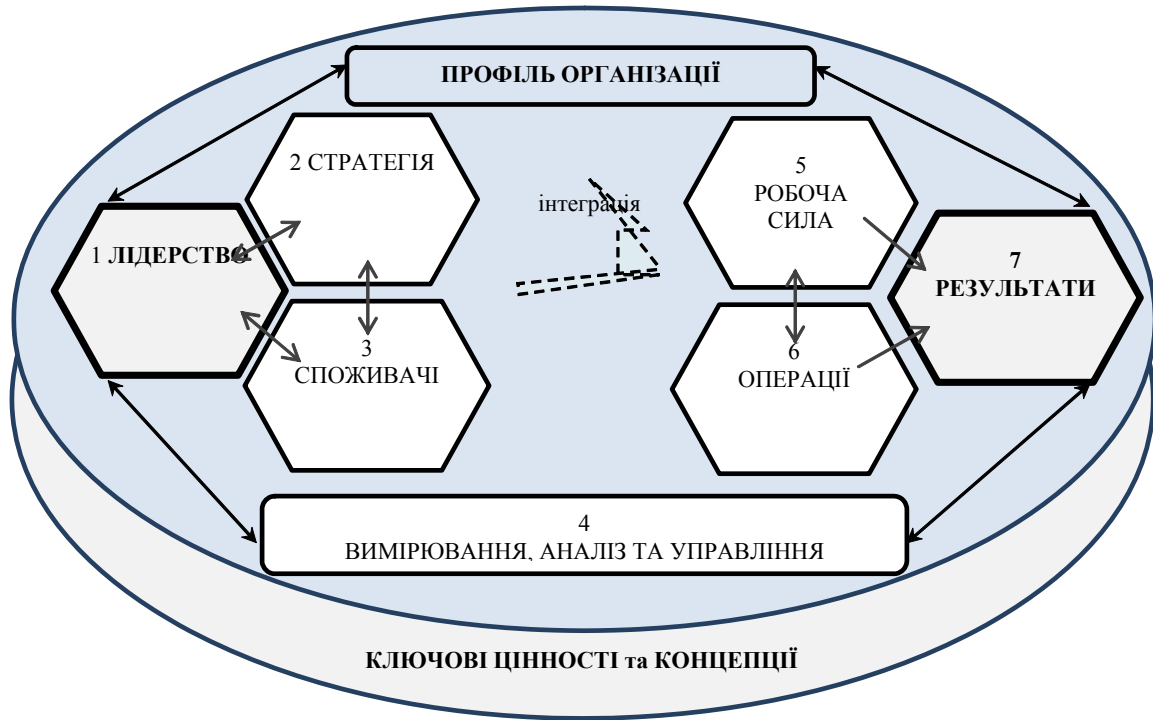 ПРОФІЛЬ ОРГАНІЗАЦІЇ
2 СТРАТЕГІЯ
1 ЛІДЕРСТВО
3
СПОЖИВАЧІ
інтеграція
5
РОБОЧА
СИЛА
6
ОПЕРАЦІЇ
7
РЕЗУЛЬТАТИ
4
ВИМІРЮВАННЯ, АНАЛІЗ ТА УПРАВЛІННЯ
КЛЮЧОВІ ЦІННОСТІ та КОНЦЕПЦІЇ